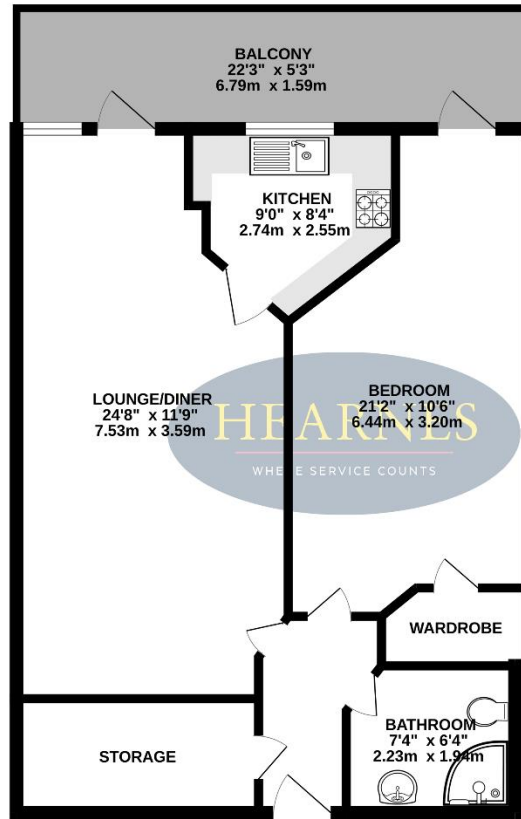 BALCONY
22'3" x 5'3"
6.79m x 1.59m
KITCHEN
9'0" x 8'4"
2.74m x 2.55m
LOUNGE/DINER
24'8" x 11'9"
7.53m x 3.59m
BEDROOM
21'2" x 10'6"
6.44m x 3.20m
HEARNES
WHERE SERVICE COUNTS
WARDROBE
BATHROOM
7'4" x 6'4"
2.23m x 1.94m
STORAGE